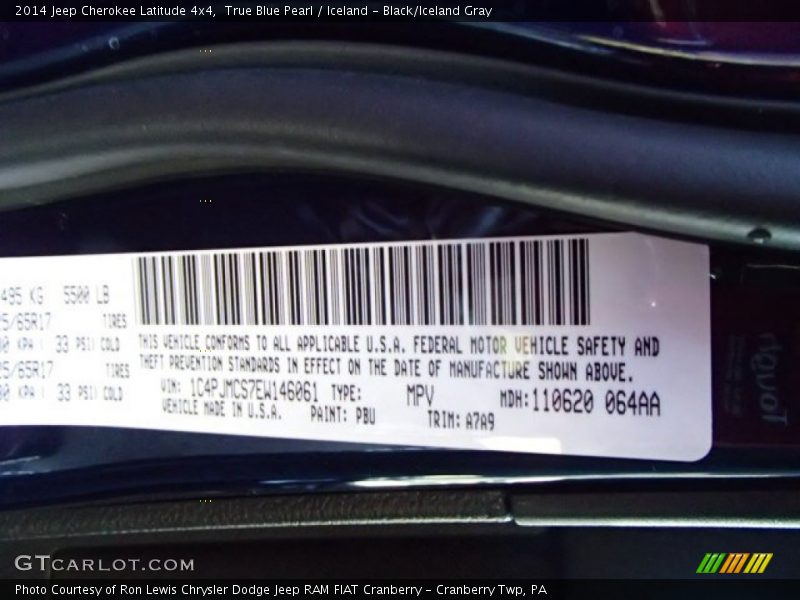 2014 Jeep Cherokee Latitude 4x4, True Blue Pearl / Iceland - Black/Iceland Gray
495 KG 5500 LB
5/65R17 TIRES
KPA( 33 PSI) COLD
5/65R17 TIRES
KPA( 33 PSI) COLD
THIS VEHICLE CONFORMS TO ALL APPLICABLE U.S.A. FEDERAL MOTOR VEHICLE SAFETY AND
THEFT PREVENTION STANDARDS IN EFFECT ON THE DATE OF MANUFACTURE SHOWN ABOVE.
VIN: 1C4PJMCS7EW146061 TYPE: MPV MDH:110620 064AA
VEHICLE MADE IN U.S.A. PAINT: PBU TRIM: A7A9
GTCARLOT.COM
Photo Courtesy of Ron Lewis Chrysler Dodge Jeep RAM FIAT Cranberry - Cranberry Twp, PA